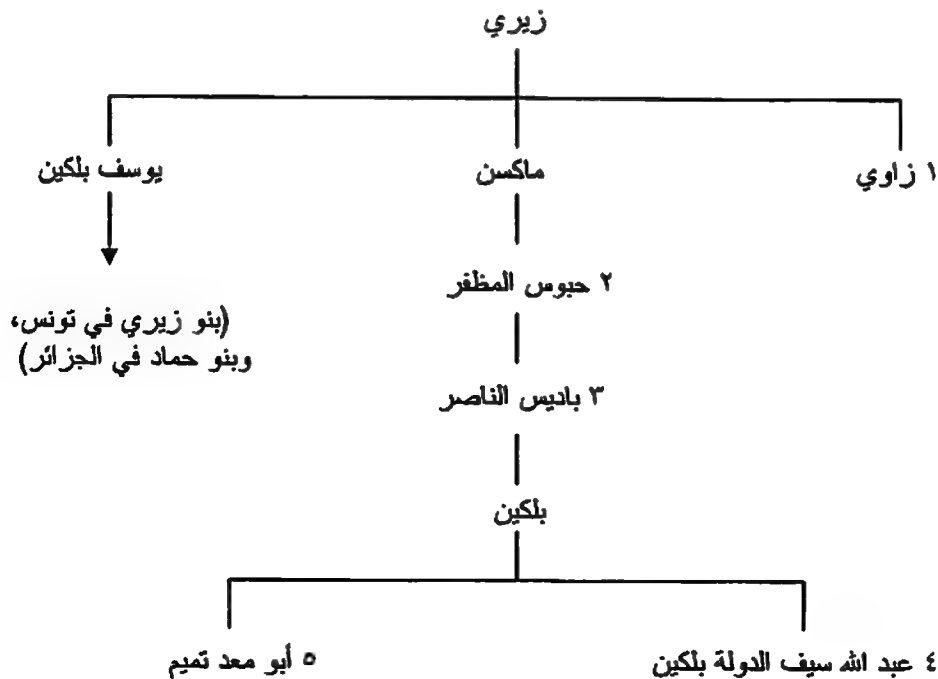 زيري
١ زاوي
ماكسن
يوسف بلكين
٢ حبوس المظفر
(بنو زيري في تونس،
وبنو حماد في الجزائر)
٣ باديس الناصر
بلكين
٤ عبد الله سيف الدولة بلكين
٥ أبو معد تميم